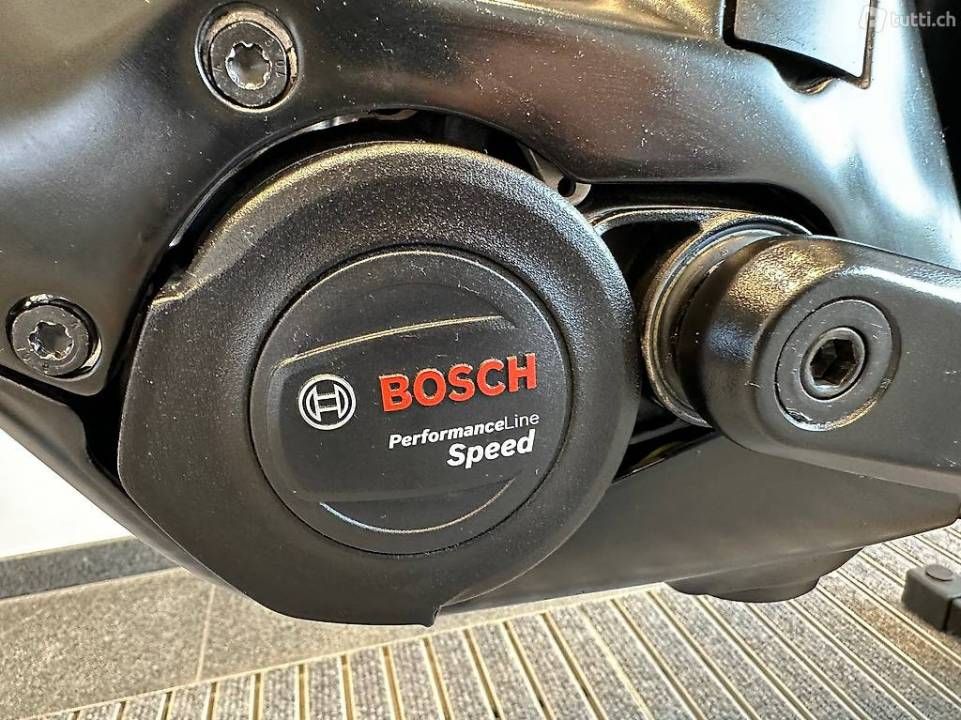 tutti.ch
BOSCH
PerformanceLine
Speed